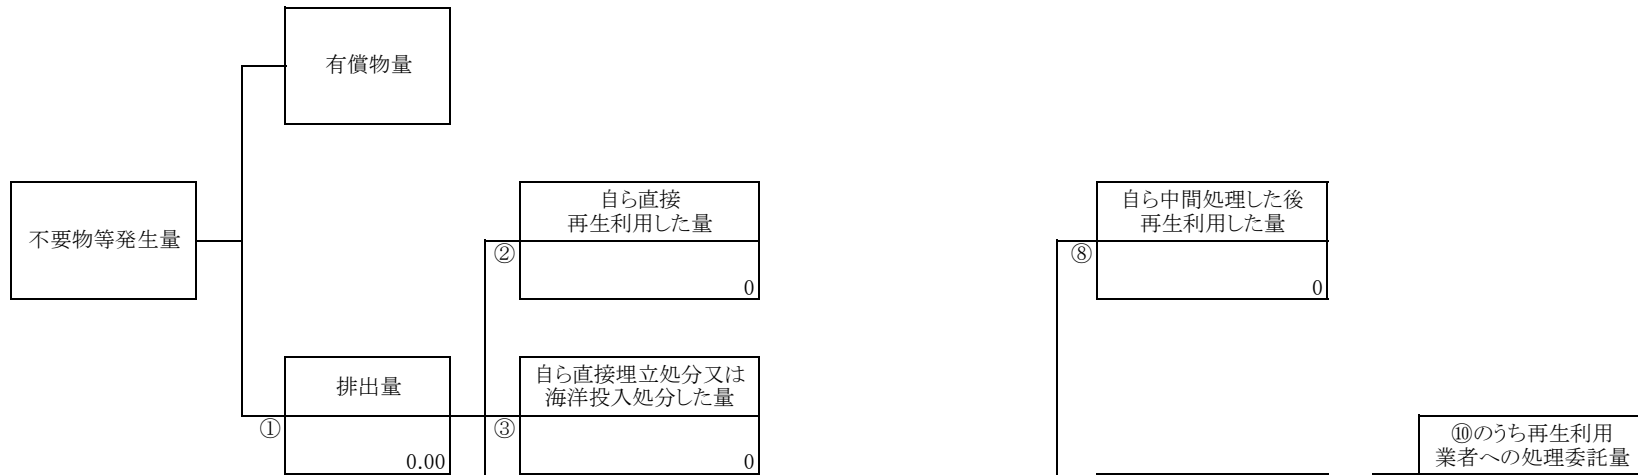 有償物量
不要物等発生量
自ら直接
再生利用した量
②
0
自ら中間処理した後
再生利用した量
⑧
0
排出量
①
0.00
自ら直接埋立処分又は
海洋投入処分した量
③
0
⑩のうち再生利用
業者への処理委託量